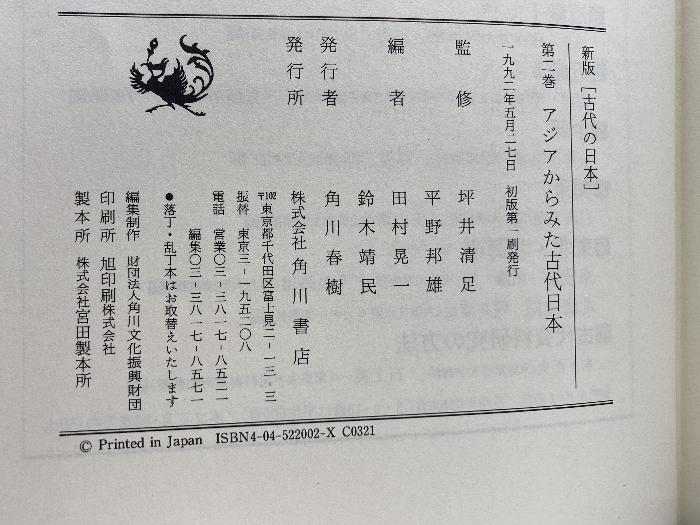 新版［古代の日本］
第二巻　アジアからみた古代日本
一九九二年五月二七日　初版第一刷発行
監修　坪井清足
平野邦雄
編者　田村晃一
鈴木靖民
発行者　角川春樹
発行所　株式会社角川書店
〒102東京都千代田区富士見二－一三－三
振替　東京三－一九五二〇八
電話　営業〇三－三八一七－八五二一
編集〇三－三八一七－八五七一
●落丁・乱丁本はお取替えいたします
編集制作　財団法人角川文化振興財団
印刷所　旭印刷株式会社
製本所　株式会社宮田製本所
© Printed in Japan ISBN4-04-522002-X C0321